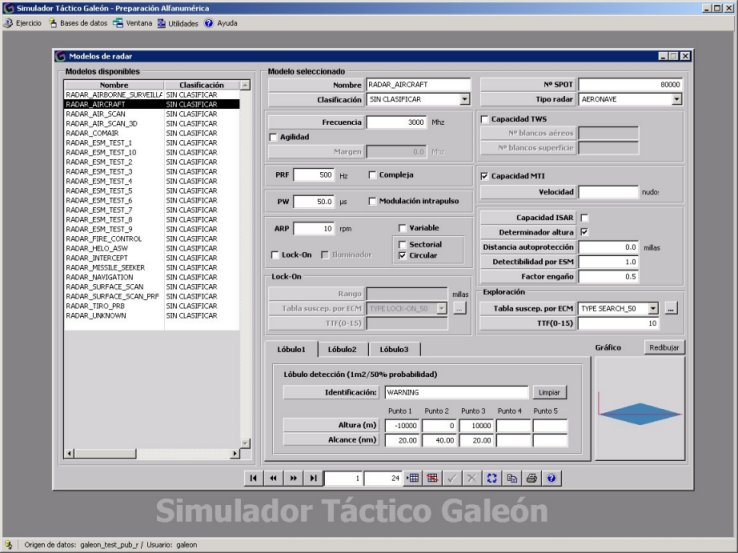 Simulador Táctico Galeón - Preparación Alfanumérica
Ejercicio Bases de datos Ventana Utilidades Ayuda
Modelos de radar
Modelos disponibles
Nombre Clasificación
RADAR_AIRBORNE_SURVEILLA SIN CLASIFICAR
RADAR_AIRCRAFT SIN CLASIFICAR
RADAR_AIR_SCAN SIN CLASIFICAR
RADAR_AIR_SCAN_3D SIN CLASIFICAR
RADAR_COMAIR SIN CLASIFICAR
RADAR_ESM_TEST_1 SIN CLASIFICAR
RADAR_ESM_TEST_10 SIN CLASIFICAR
RADAR_ESM_TEST_2 SIN CLASIFICAR
RADAR_ESM_TEST_3 SIN CLASIFICAR
RADAR_ESM_TEST_4 SIN CLASIFICAR
RADAR_ESM_TEST_5 SIN CLASIFICAR
RADAR_ESM_TEST_6 SIN CLASIFICAR
RADAR_ESM_TEST_7 SIN CLASIFICAR
RADAR_ESM_TEST_8 SIN CLASIFICAR
RADAR_ESM_TEST_9 SIN CLASIFICAR
RADAR_FIRE_CONTROL SIN CLASIFICAR
RADAR_HELO_ASW SIN CLASIFICAR
RADAR_INTERCEPT SIN CLASIFICAR
RADAR_MISSILE_SEEKER SIN CLASIFICAR
RADAR_NAVIGATION SIN CLASIFICAR
RADAR_SURFACE_SCAN SIN CLASIFICAR
RADAR_SURFACE_SCAN_PRF SIN CLASIFICAR
RADAR_TIRO_PRB SIN CLASIFICAR
RADAR_UNKNOWN SIN CLASIFICAR
Modelo seleccionado
Nombre RADAR_AIRCRAFT Nº SPOT 80000
Clasificación SIN CLASIFICAR Tipo radar AERONAVE
Frecuencia 3000 Mhz
Agilidad
Margen 0.0 Mhz
Capacidad TWS
Nº blancos aéreos
Nº blancos superficie
PRF 500 Hz Compleja
Capacidad MTI
Velocidad nudos
PW 50.0 µs Modulación intrapulso
ARP 10 rpm Variable
Sectorial
Lock-On Iluminador Circular
Capacidad ISAR
Determinador altura
Distancia autoprotección 0.0 millas
Detectibilidad por ESM 1.0
Factor engaño 0.5
Lock-On
Rango millas
Tabla suscep. por ECM TYPE LOCK-ON_50 ...
TTF(0-15)
Exploración
Tabla suscep. por ECM TYPE SEARCH_50 ...
TTF(0-15) 10
Lóbulo1 Lóbulo2 Lóbulo3
Lóbulo detección (1m2/50% probabilidad)
Identificación: WARNING Limpiar
Punto 1 Punto 2 Punto 3 Punto 4 Punto 5
Altura (m) -10000 0 10000
Alcance (nm) 20.00 40.00 20.00
Gráfico Redibujar
1 24
Simulador Táctico Galeón
Origen de datos: galeon_test_pub_r / Usuario: galeon